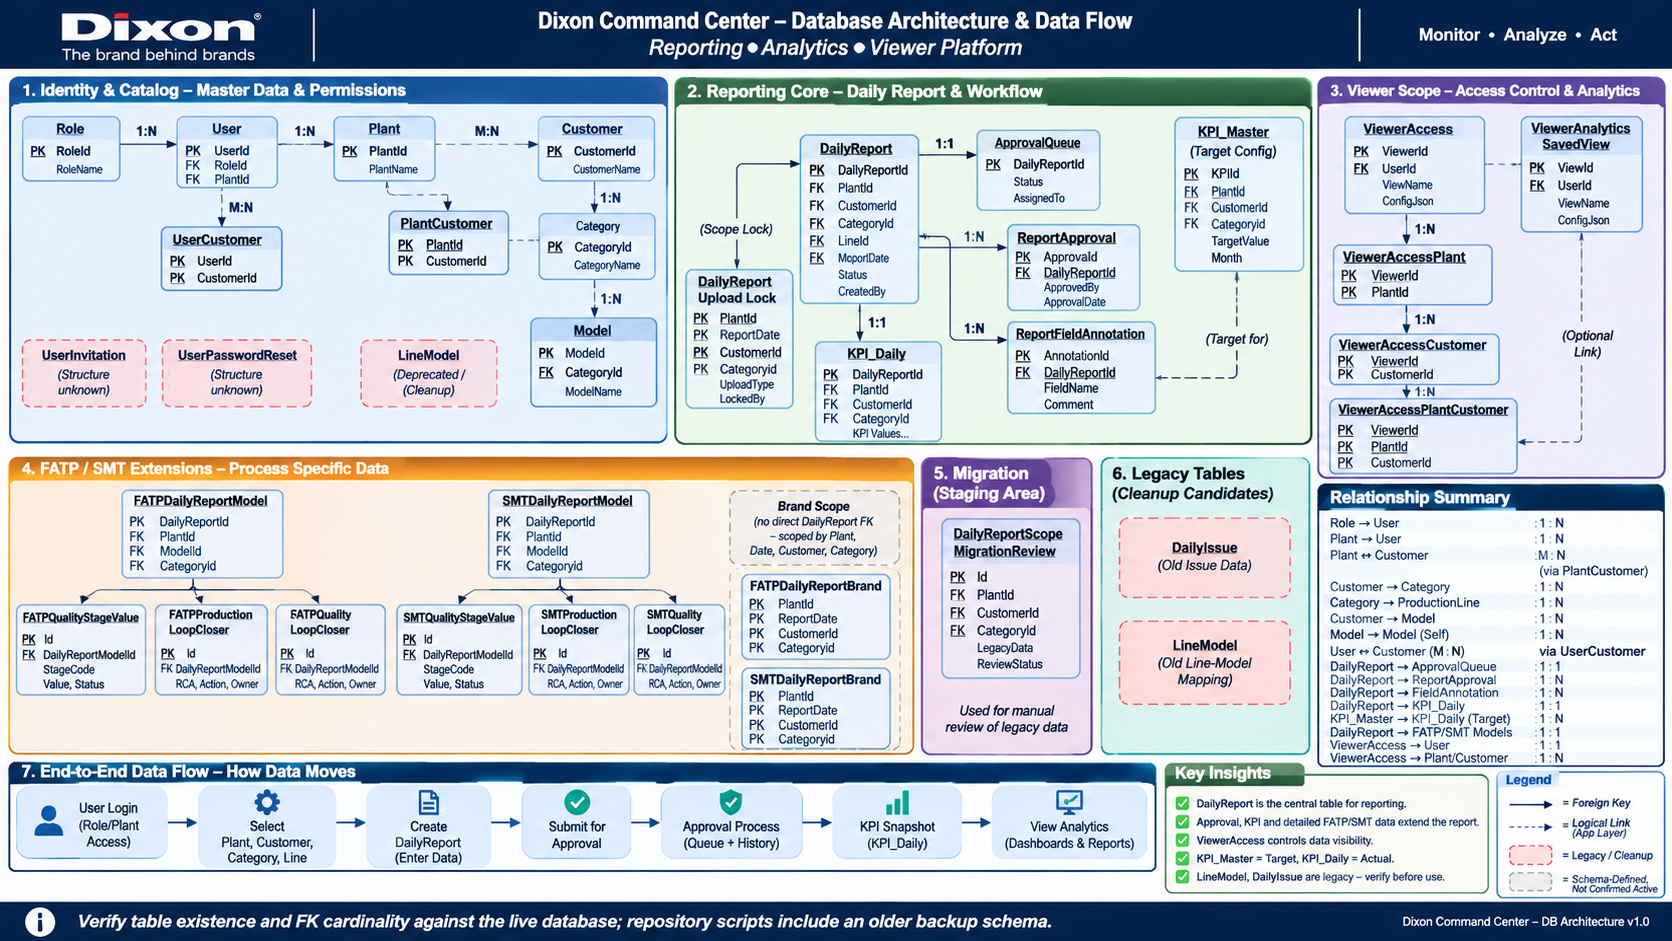 Dixon®
The brand behind brands
Dixon Command Center – Database Architecture & Data Flow
Reporting ● Analytics ● Viewer Platform
Monitor • Analyze • Act
1. Identity & Catalog – Master Data & Permissions
Role
PK RoleId
RoleName
1:N
User
PK UserId
FK RoleId
FK PlantId
1:N
Plant
PK PlantId
PlantName
M:N
Customer
PK CustomerId
CustomerName
M:N
UserCustomer
PK UserId
PK CustomerId
PlantCustomer
PK PlantId
PK CustomerId
1:N
Category
PK CategoryId
CategoryName
1:N
Model
PK ModeId
FK CategoryId
ModelName
UserInvitation
(Structure
unknown)
UserPasswordReset
(Structure
unknown)
LineModel
(Deprecated /
(Cleanup)
2. Reporting Core – Daily Report & Workflow
DailyReport
PK DailyReportId
FK PlantId
FK CustomerId
FK CategoryId
FK LineId
FK MoportDate
Status
CreatedBy
1:1
ApprovalQueue
PK DailyReportId
Status
AssignedTo
KPI_Master
(Target Config)
PK KPIId
FK PlantId
FK CustomerId
FK CategoryId
TargetValue
Month
(Scope Lock)
DailyReport
Upload Lock
PK PlantId
PK ReportDate
PK CustomerId
PK Categoryid
UploadType
LockedBy
1:N
ReportApproval
PK ApprovaId
FK DailyReportId
ApprovedBy
ApprovalDate
1:1
KPI_Daily
PK DailyReportId
FK PlantId
FK CustomerId
FK CategoryId
KPI Values...
1:N
ReportFieldAnnotation
PK AnnotationId
FK DailyReportId
FieldName
Comment
(Target for)
3. Viewer Scope – Access Control & Analytics
ViewerAccess
PK ViewerId
FK UserId
ViewName
ConfigJson
ViewerAnalytics
SavedView
PK ViewId
FK UserId
ViewName
ConfigJson
1:N
ViewerAccessPlant
PK ViewerId
PK PlantId
1:N
ViewerAccessCustomer
PK ViewerId
PK CustomerId
1:N
ViewerAccessPlantCustomer
PK ViewerId
PK PlantId
PK CustomerId
(Optional
Link)
4. FATP / SMT Extensions – Process Specific Data
FATPDailyReportModel
PK DailyReportId
FK PlantId
FK ModelId
FK CategoryId
SMTDailyReportModel
PK DailyReportId
FK PlantId
FK ModelId
FK CategoryId
FATPQualityStageValue
PK Id
FK DailyReportModelId
StageCode
Value, Status
FATPProduction
LoopCloser
PK Id
FK DailyReportModelId
RCA, Action, Owner
FATPQuality
LoopCloser
PK Id
FK DailyReportModelId
RCA, Action, Owner
SMTQualityStageValue
PK Id
FK DailyReportModelId
StageCode
Value, Status
SMTProduction
LoopCloser
PK Id
FK DailyReportModelId
RCA, Action, Owner
SMTQuality
LoopCloser
PK Id
FK DailyReportModelId
RCA, Action, Owner
Brand Scope
(no direct DailyReport FK
– scoped by Plant,
Date, Customer, Category)
FATPDailyReportBrand
PK PlantId
PK ReportDate
PK CustomerId
PK Categoryid
SMTDailyReportBrand
PK PlantId
PK ReportDate
PK CustomerId
PK Categoryid
5. Migration
(Staging Area)
DailyReportScope
MigrationReview
PK Id
FK PlantId
FK CustomerId
FK CategoryId
LegacyData
ReviewStatus
Used for manual
review of legacy data
6. Legacy Tables
(Cleanup Candidates)
DailyIssue
(Old Issue Data)
LineModel
(Old Line-Model
Mapping)
Relationship Summary
Role → User :1 : N
Plant → User :1 : N
Plant ↔ Customer :M : N
(via PlantCustomer)
Customer → Category :1 : N
Category → ProductionLine :1 : N
Customer → Model :1 : N
Model → Model (Self) :1 : N
User ↔ Customer (M : N) via UserCustomer
DailyReport → ApprovalQueue :1 : 1
DailyReport → ReportApproval :1 : N
DailyReport → FieldAnnotation :1 : N
DailyReport → KPI_Daily :1 : 1
KPI_Master → KPI_Daily (Target) :1 : N
DailyReport → FATP/SMT Models :1 : 1
ViewerAccess → User :1 : 1
ViewerAccess → Plant/Customer :1 : N
7. End-to-End Data Flow – How Data Moves
User Login
(Role/Plant
Access)
Select
Plant, Customer,
Category, Line
Create
DailyReport
(Enter Data)
Submit for
Approval
Approval Process
(Queue + History)
KPI Snapshot
(KPI_Daily)
View Analytics
(Dashboards & Reports)
Key Insights
DailyReport is the central table for reporting.
Approval, KPI and detailed FATP/SMT data extend the report.
ViewerAccess controls data visibility.
KPI_Master = Target, KPI_Daily = Actual.
LineModel, DailyIssue are legacy – verify before use.
Legend
= Foreign Key
= Logical Link
(App Layer)
= Legacy / Cleanup
= Schema-Defined,
Not Confirmed Active
Verify table existence and FK cardinality against the live database; repository scripts include an older backup schema.
Dixon Command Center – DB Architecture v1.0